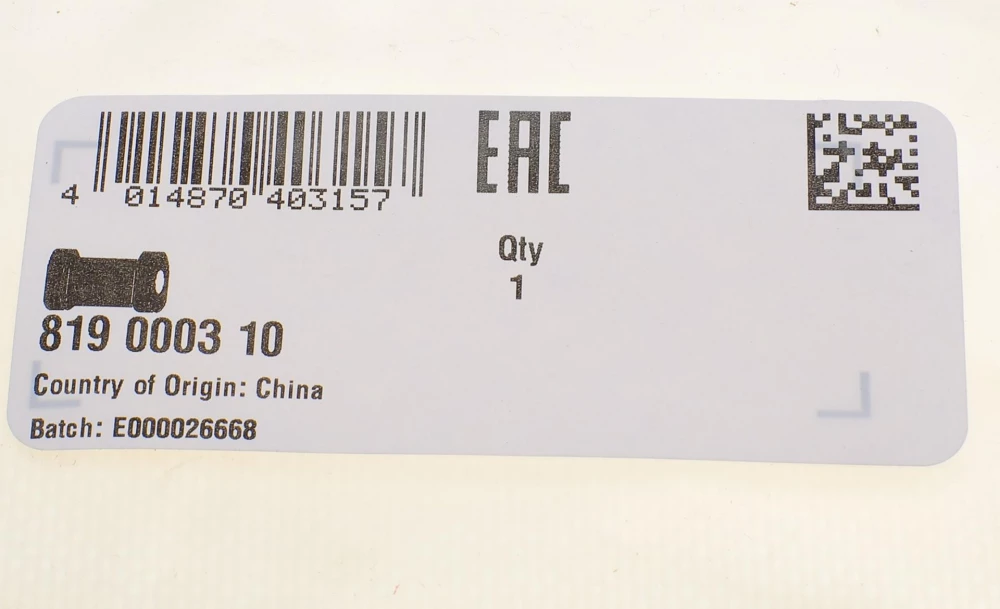 4 014870 403157
EAC
Qty
1
819 0003 10
Country of Origin: China
Batch: E000026668